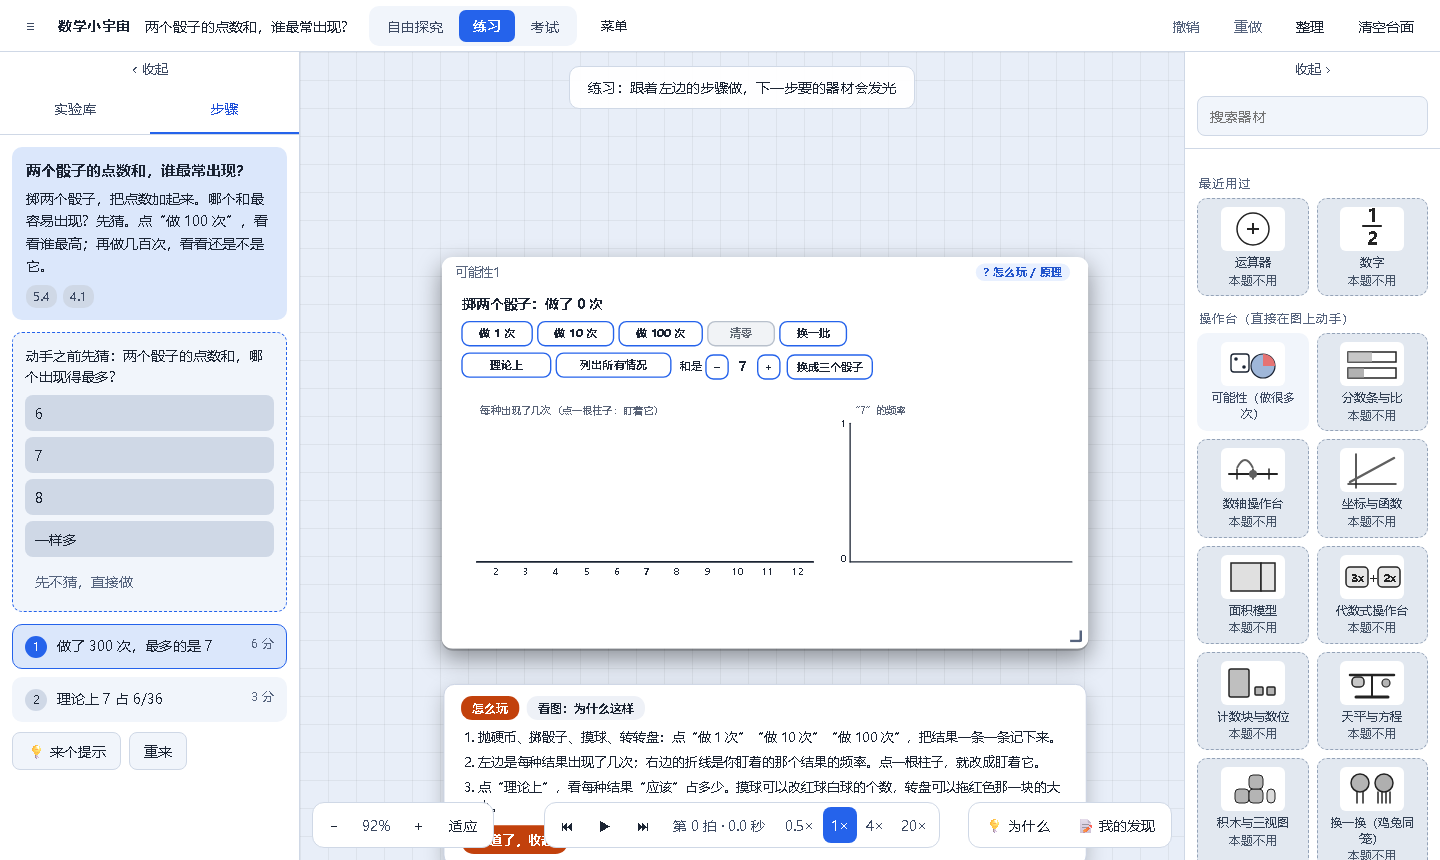 ≡ 数学小宇宙 两个骰子的点数和，谁最常出现？ 自由探究 练习 考试 菜单 撤销 重做 整理 清空台面
‹ 收起
实验库 步骤
两个骰子的点数和，谁最常出现？
掷两个骰子，把点数加起来。哪个和最
容易出现？先猜。点“做 100 次”，看
看谁最高；再做几百次，看看还是不是
它。
5.4 4.1
动手之前先猜：两个骰子的点数和，哪
个出现得最多？
6
7
8
一样多
先不猜，直接做
1 做了 300 次，最多的是 7 6 分
2 理论上 7 占 6/36 3 分
来个提示 重来
练习：跟着左边的步骤做，下一步要的器材会发光
可能性1 ? 怎么玩 / 原理
掷两个骰子：做了 0 次
做 1 次 做 10 次 做 100 次 清零 换一批
理论上 列出所有情况 和是 − 7 + 换成三个骰子
每种出现了几次（点一根柱子：盯着它） “7”的频率
1
0
2 3 4 5 6 7 8 9 10 11 12
怎么玩 看图：为什么这样
1. 抛硬币、掷骰子、摸球、转转盘：点“做 1 次”“做 10 次”“做 100 次”，把结果一条一条记下来。
2. 左边是每种结果出现了几次；右边的折线是你盯着的那个结果的频率。点一根柱子，就改成盯着它。
3. 点“理论上”，看每种结果“应该”占多少。摸球可以改红球白球的个数，转盘可以拖红色那一块的大
道了，收起
− 92% + 适应 第 0 拍 · 0.0 秒 0.5× 1× 4× 20× 为什么 我的发现
收起 ›
搜索器材
最近用过
运算器 1/2 数字
本题不用 本题不用
操作台（直接在图上动手）
可能性（做很多次） 分数条与比
本题不用
数轴操作台 坐标与函数
本题不用 本题不用
3x + 2x
面积模型 代数式操作台
本题不用 本题不用
计数块与数位 天平与方程
本题不用 本题不用
积木与三视图 换一换（鸡兔同笼）
本题不用 本题不用